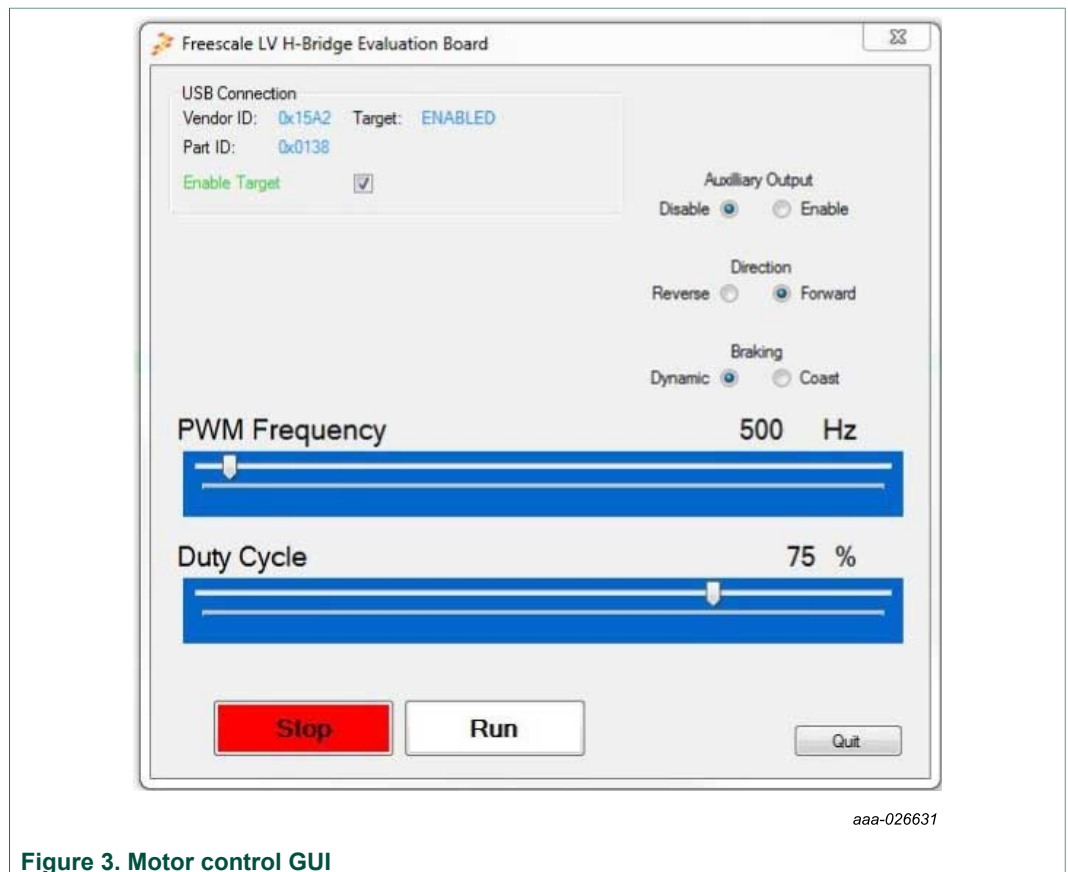 Freescale LV H-Bridge Evaluation Board
USB Connection
Vendor ID: 0x15A2 Target: ENABLED
Part ID: 0x0138
Enable Target
Auxilliary Output
Disable Enable
Direction
Reverse Forward
Braking
Dynamic Coast
PWM Frequency 500 Hz
Duty Cycle 75 %
Stop Run
Quit
aaa-026631
Figure 3. Motor control GUI